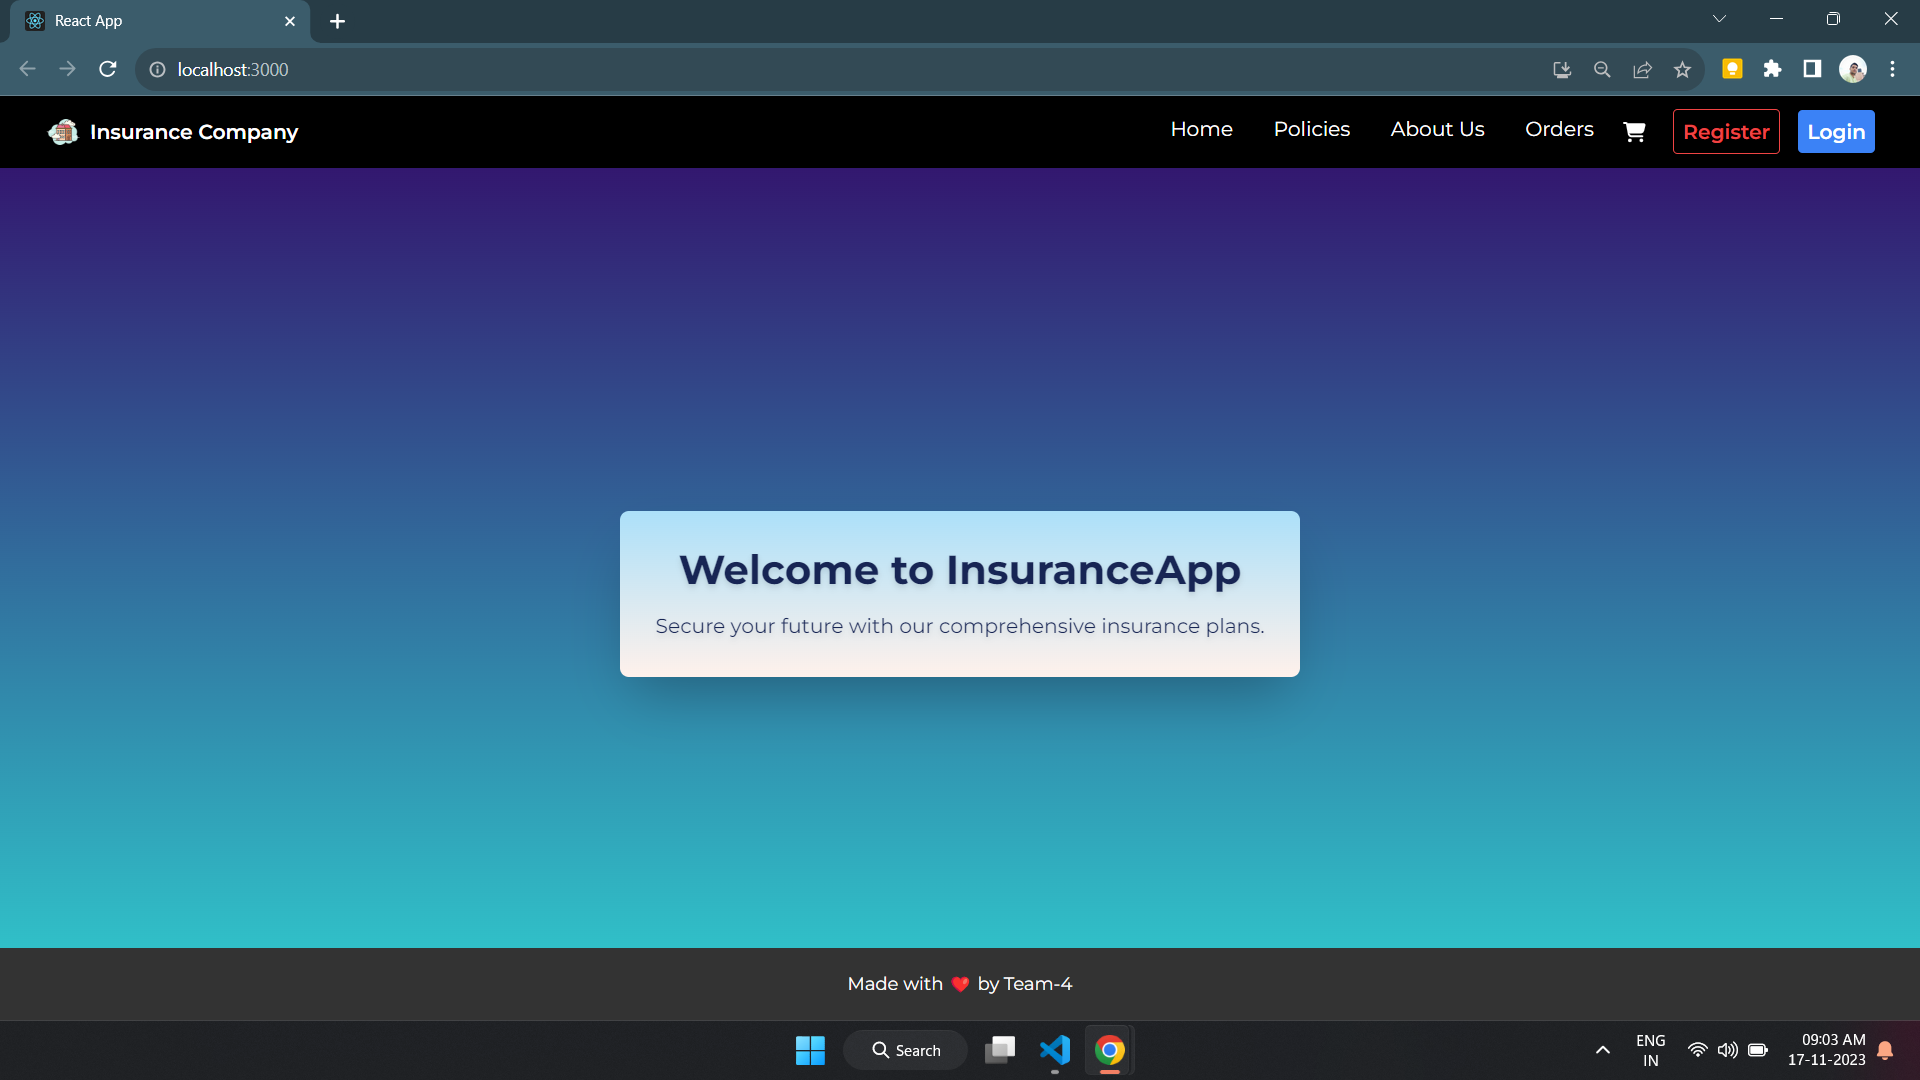 React App
localhost:3000
Insurance Company
Home
Policies
About Us
Orders
Register
Login
Welcome to InsuranceApp
Secure your future with our comprehensive insurance plans.
Made with ❤️ by Team-4
Search
ENG
IN
09:03 AM
17-11-2023